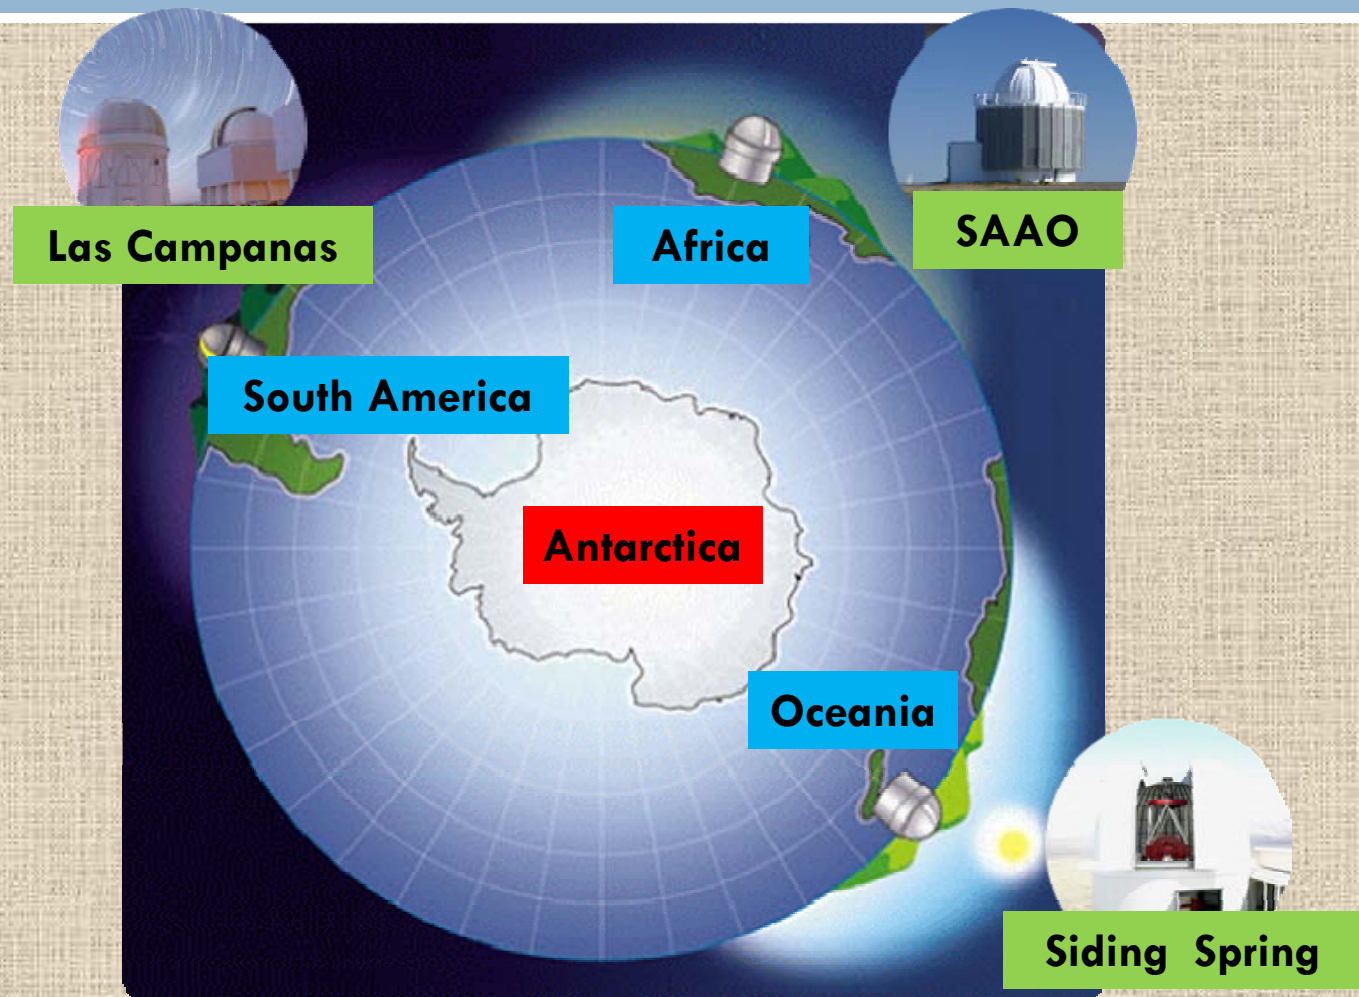 Las Campanas
Africa
SAAO
South America
Antarctica
Oceania
Siding Spring